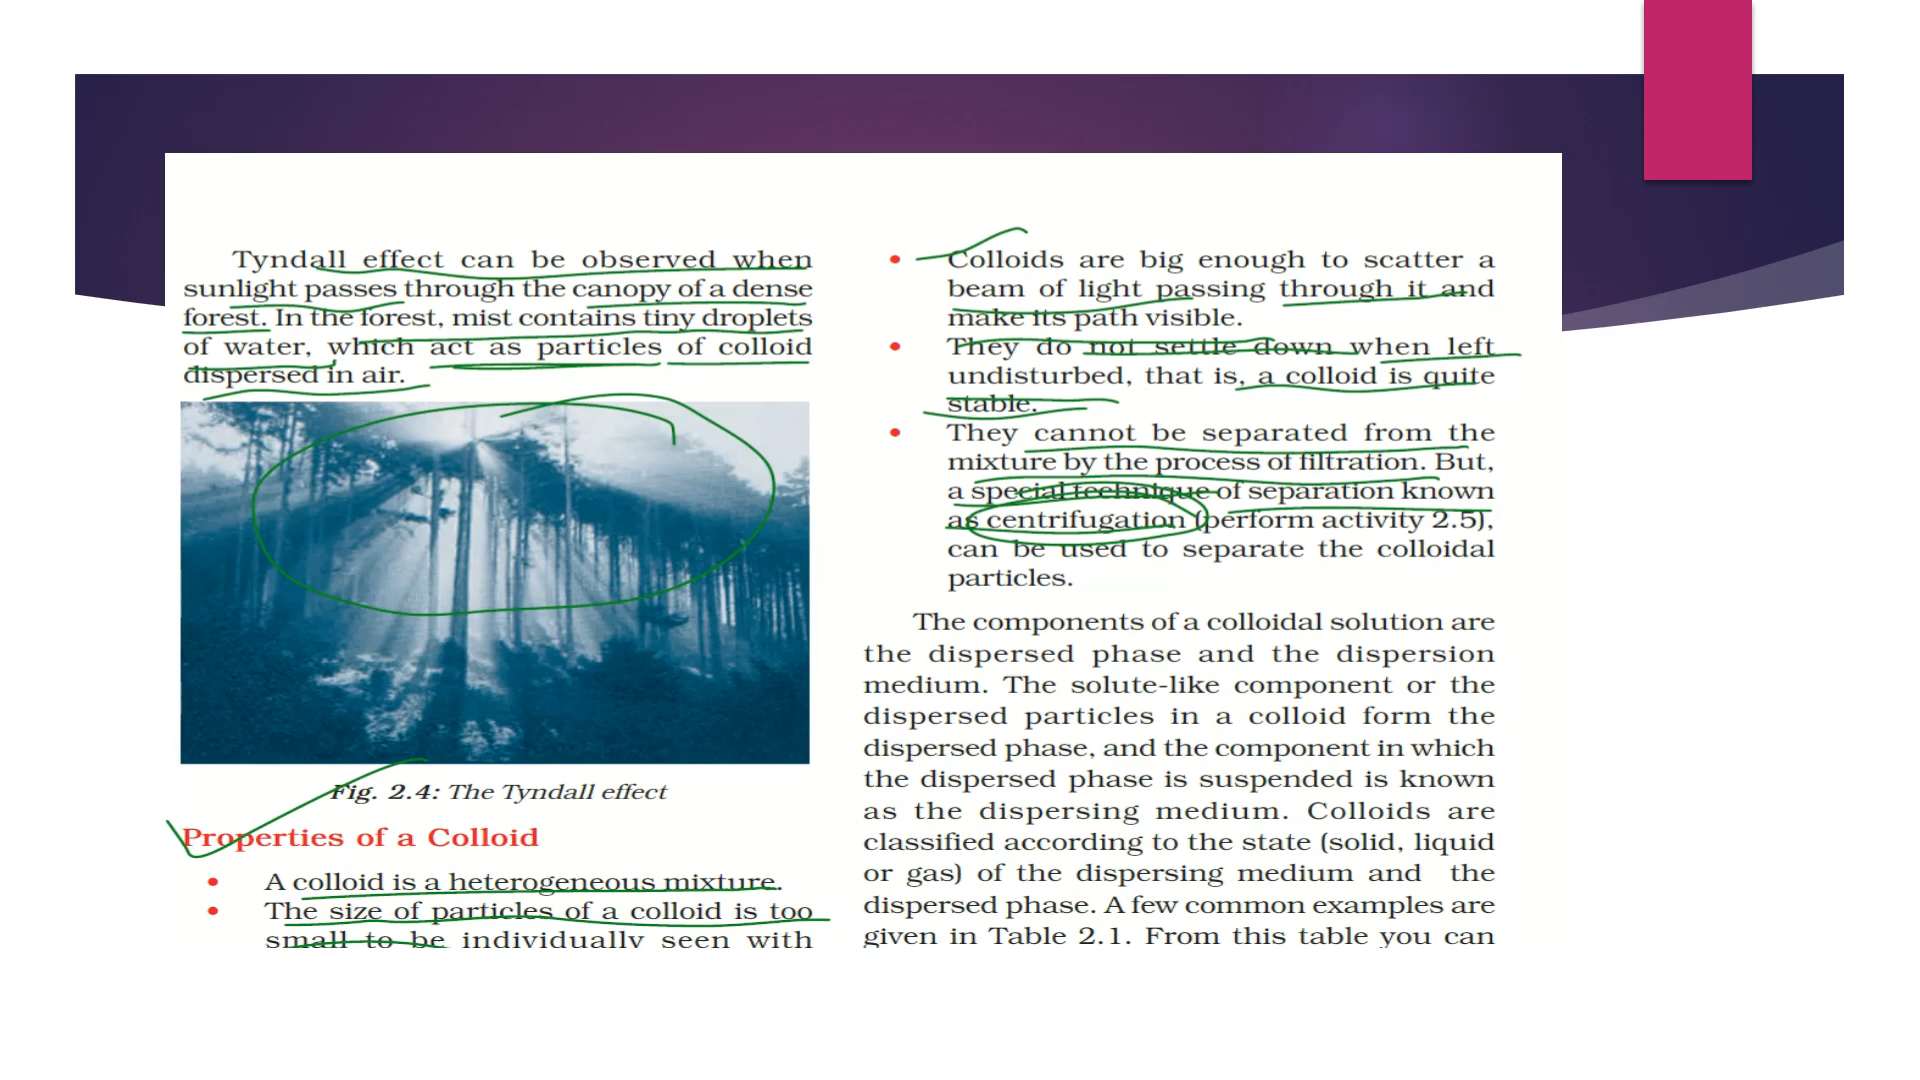 Tyndall effect can be observed when
sunlight passes through the canopy of a dense
forest. In the forest, mist contains tiny droplets
of water, which act as particles of colloid
dispersed in air.
Fig. 2.4: The Tyndall effect
Properties of a Colloid
• A colloid is a heterogeneous mixture.
• The size of particles of a colloid is too
small to be individually seen with
• Colloids are big enough to scatter a
beam of light passing through it and
make its path visible.
• They do not settle down when left
undisturbed, that is, a colloid is quite
stable.
• They cannot be separated from the
mixture by the process of filtration. But,
a special technique of separation known
as centrifugation (perform activity 2.5),
can be used to separate the colloidal
particles.
The components of a colloidal solution are
the dispersed phase and the dispersion
medium. The solute-like component or the
dispersed particles in a colloid form the
dispersed phase, and the component in which
the dispersed phase is suspended is known
as the dispersing medium. Colloids are
classified according to the state (solid, liquid
or gas) of the dispersing medium and the
dispersed phase. A few common examples are
given in Table 2.1. From this table you can